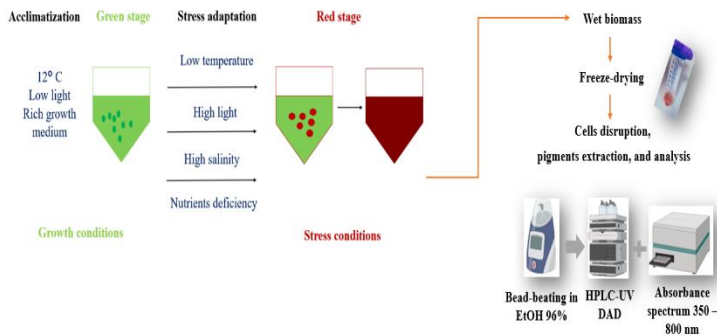 Acclimatization
Green stage
Stress adaptation
Red stage
12⁰ C
Low light
Rich growth
medium
Low temperature
High light
High salinity
Nutrients deficiency
Growth conditions
Stress conditions
Wet biomass
Freeze-drying
Cells disruption,
pigments extraction, and analysis
Bead-beating in
EtOH 96%
HPLC-UV
DAD
Absorbance
spectrum 350 –
800 nm